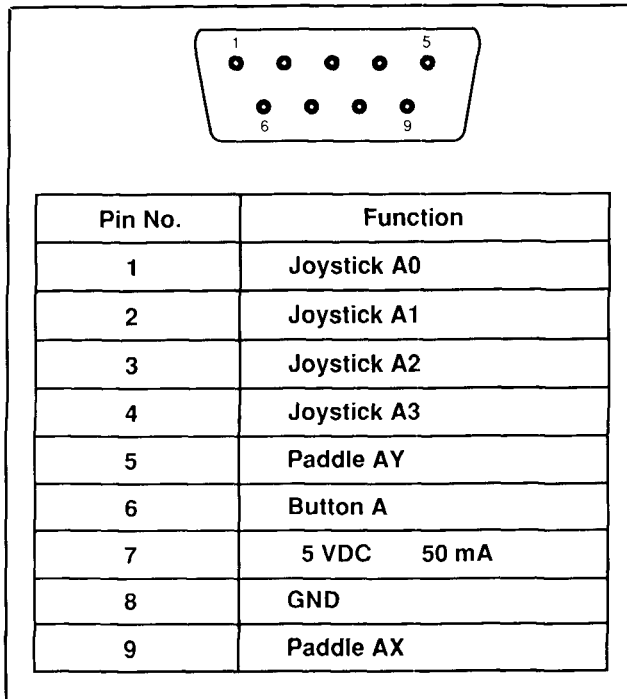 1 5
6 9
Pin No. Function
1 Joystick A0
2 Joystick A1
3 Joystick A2
4 Joystick A3
5 Paddle AY
6 Button A
7 5 VDC 50 mA
8 GND
9 Paddle AX